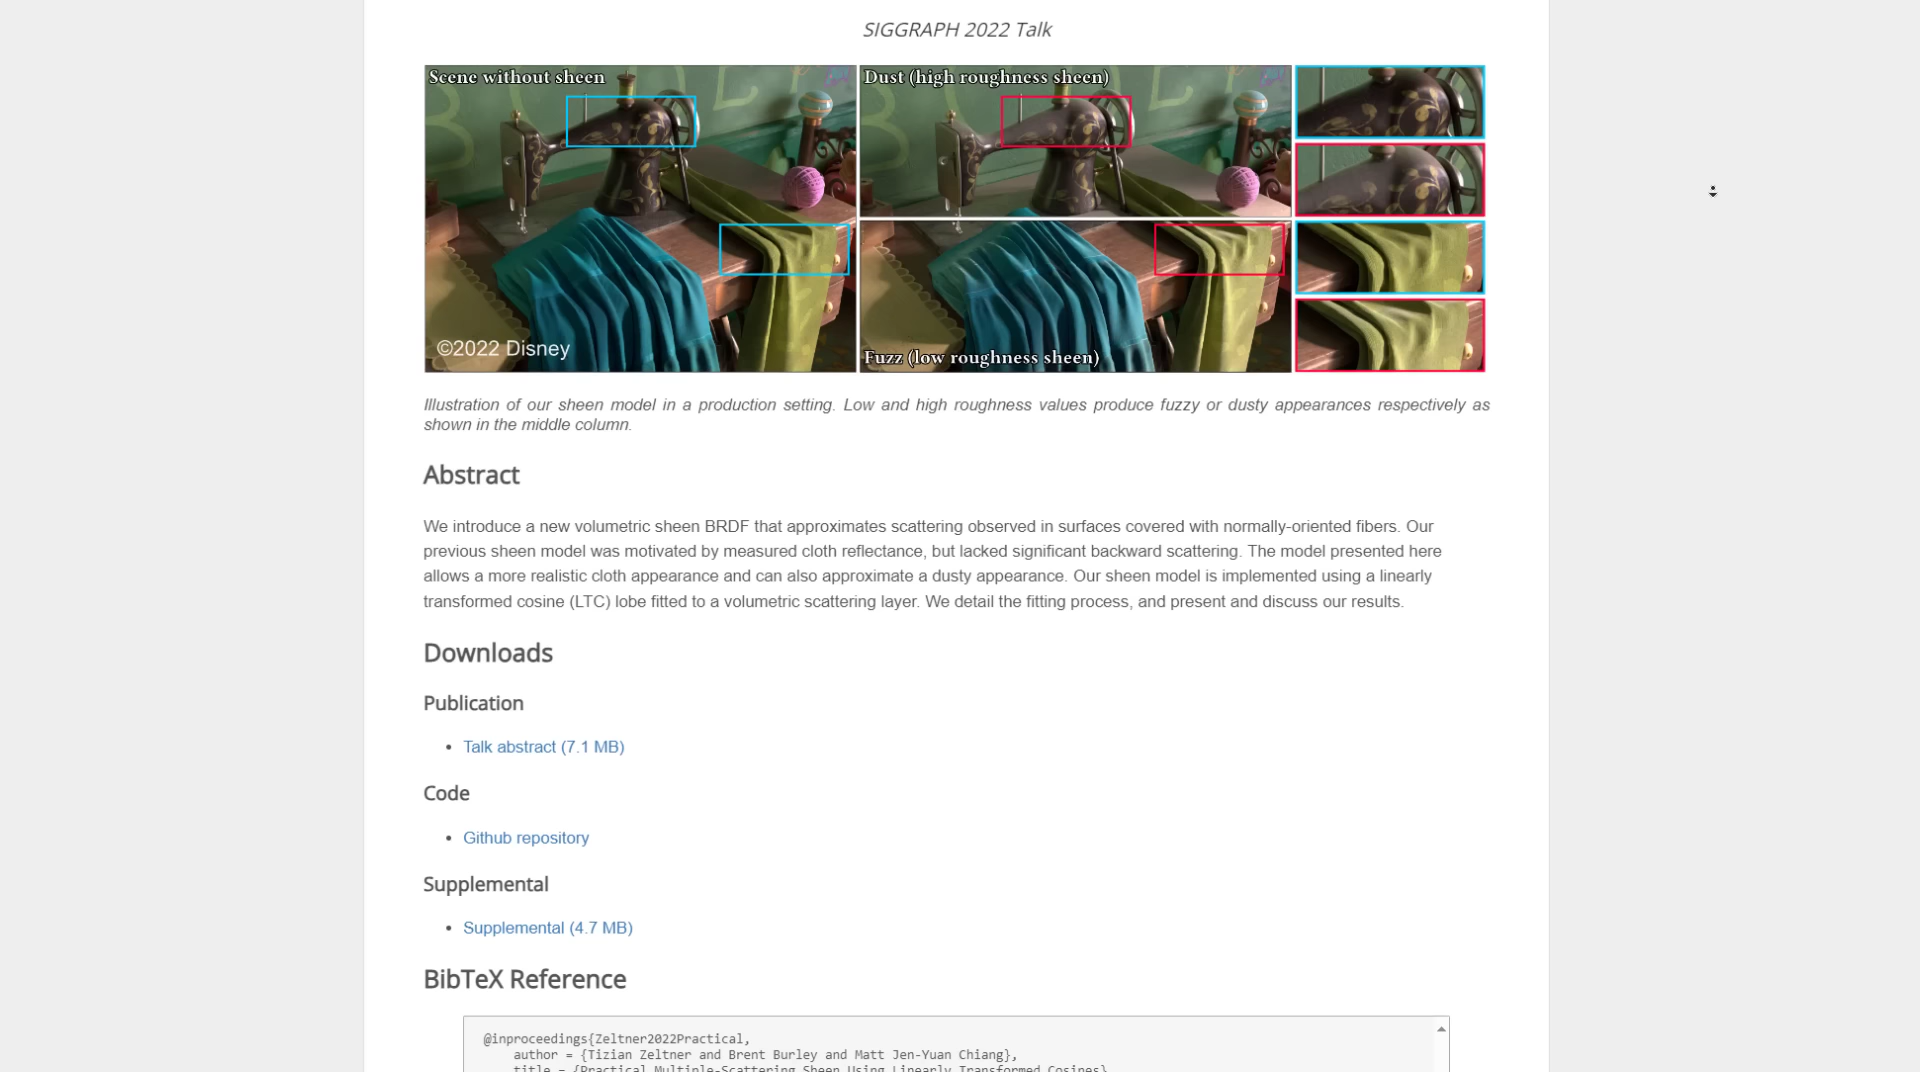 SIGGRAPH 2022 Talk
Scene without sheen
Dust (high roughness sheen)
©2022 Disney
Fuzz (low roughness sheen)
Illustration of our sheen model in a production setting. Low and high roughness values produce fuzzy or dusty appearances respectively as
shown in the middle column.
Abstract
We introduce a new volumetric sheen BRDF that approximates scattering observed in surfaces covered with normally-oriented fibers. Our
previous sheen model was motivated by measured cloth reflectance, but lacked significant backward scattering. The model presented here
allows a more realistic cloth appearance and can also approximate a dusty appearance. Our sheen model is implemented using a linearly
transformed cosine (LTC) lobe fitted to a volumetric scattering layer. We detail the fitting process, and present and discuss our results.
Downloads
Publication
• Talk abstract (7.1 MB)
Code
• Github repository
Supplemental
• Supplemental (4.7 MB)
BibTeX Reference
@inproceedings{Zeltner2022Practical,
author = {Tizian Zeltner and Brent Burley and Matt Jen-Yuan Chiang},
title = {Practical Multiple-Scattering Sheen Using Linearly Transformed Cosines},